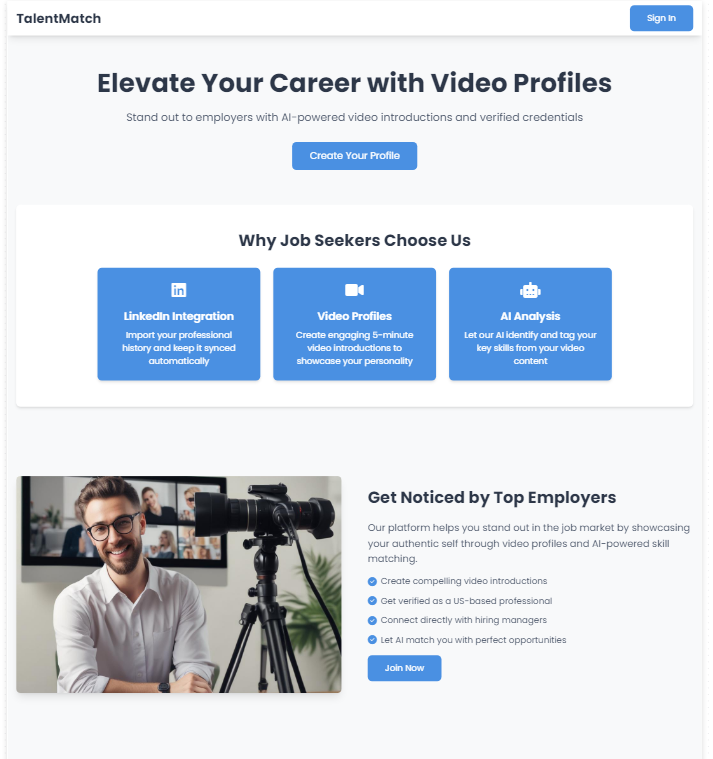 TalentMatch
Sign In
Elevate Your Career with Video Profiles
Stand out to employers with AI-powered video introductions and verified credentials
Create Your Profile
Why Job Seekers Choose Us
LinkedIn Integration
Import your professional
history and keep it synced
automatically
Video Profiles
Create engaging 5-minute
video introductions to
showcase your personality
AI Analysis
Let our AI identify and tag your
key skills from your video
content
Get Noticed by Top Employers
Our platform helps you stand out in the job market by showcasing
your authentic self through video profiles and AI-powered skill
matching.
Create compelling video introductions
Get verified as a US-based professional
Connect directly with hiring managers
Let AI match you with perfect opportunities
Join Now